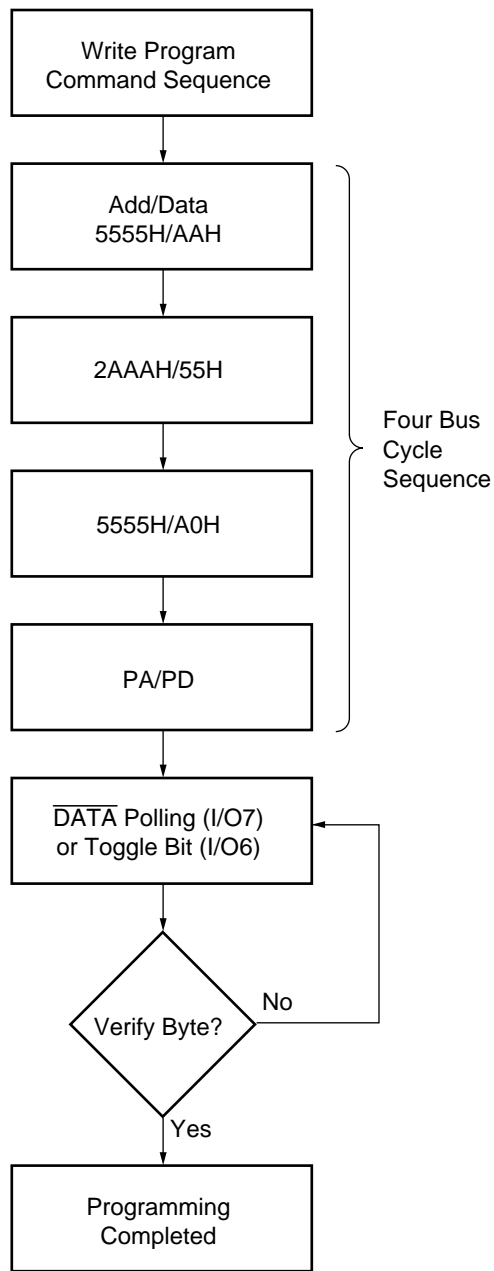 Write Program
Command Sequence
Add/Data
5555H/AAH
2AAAH/55H
5555H/A0H
PA/PD
Four Bus
Cycle
Sequence
DATA Polling (I/O7)
or Toggle Bit (I/O6)
Verify Byte?
No
Yes
Programming
Completed